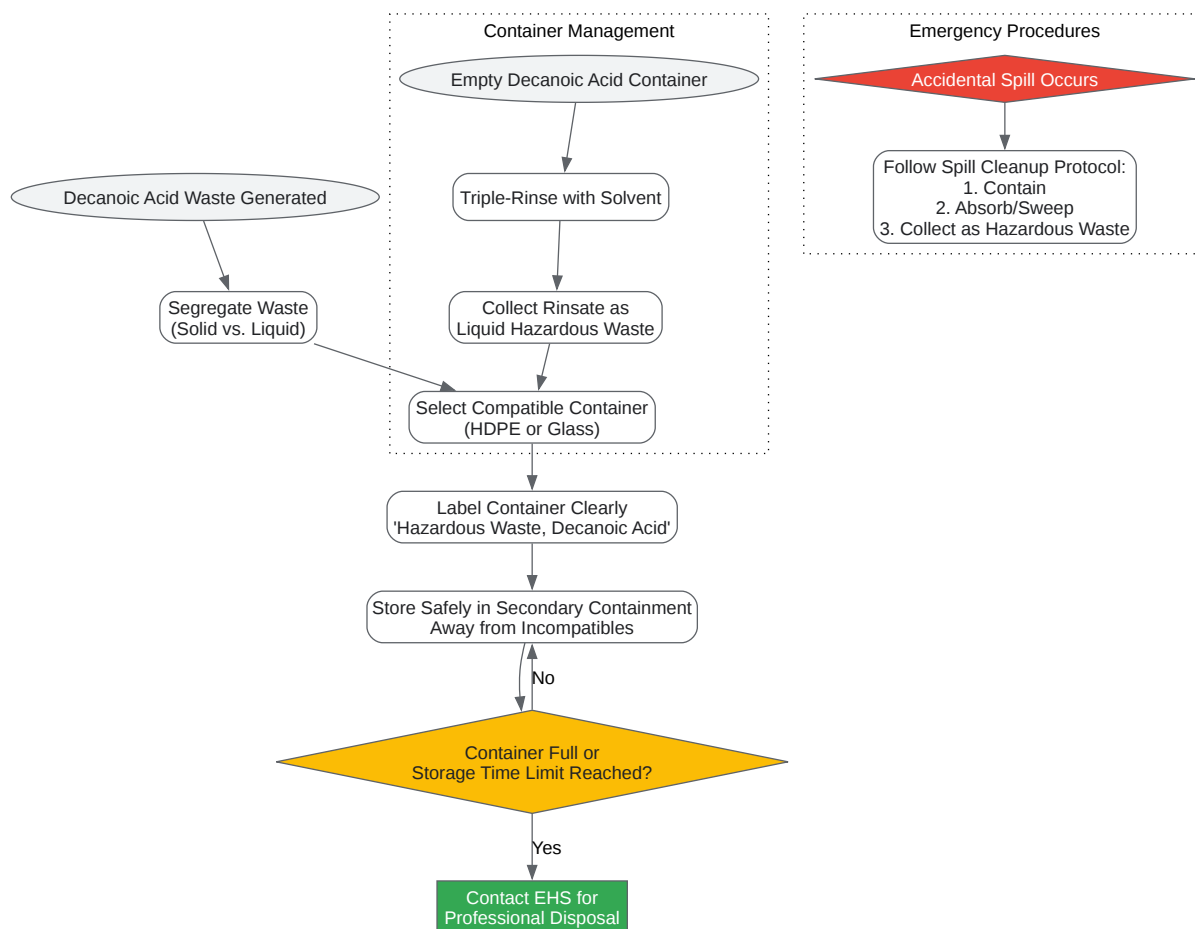 Container Management
Empty Decanoic Acid Container
Triple-Rinse with Solvent
Decanoic Acid Waste Generated
Segregate Waste
(Solid vs. Liquid)
Collect Rinsate as
Liquid Hazardous Waste
Select Compatible Container
(HDPE or Glass)
Label Container Clearly
'Hazardous Waste, Decanoic Acid'
Store Safely in Secondary Containment
Away from Incompatibles
No
Container Full or
Storage Time Limit Reached?
Yes
Contact EHS for
Professional Disposal
Emergency Procedures
Accidental Spill Occurs
Follow Spill Cleanup Protocol:
1. Contain
2. Absorb/Sweep
3. Collect as Hazardous Waste